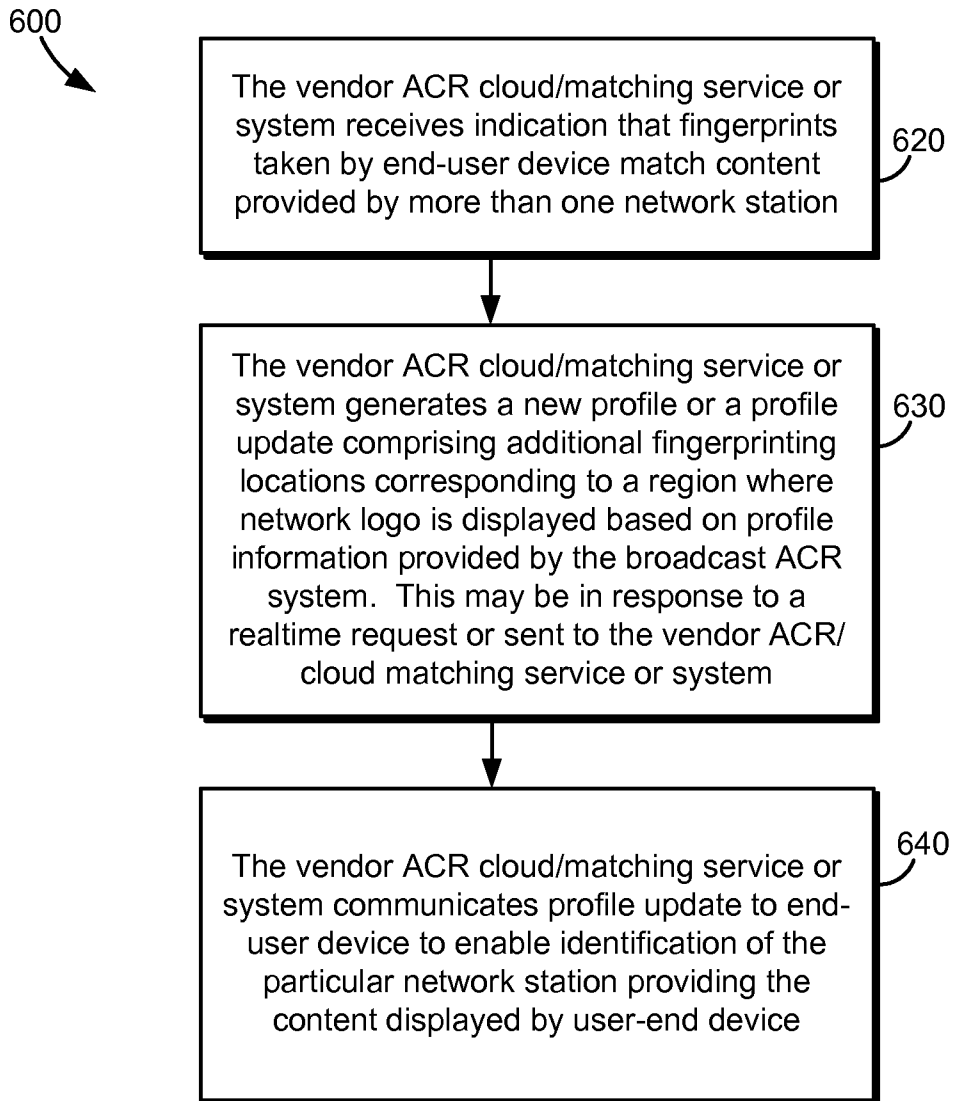 600
The vendor ACR cloud/matching service or
system receives indication that fingerprints
taken by end-user device match content
provided by more than one network station
620
The vendor ACR cloud/matching service or
system generates a new profile or a profile
update comprising additional fingerprinting
locations corresponding to a region where
network logo is displayed based on profile
information provided by the broadcast ACR
system.  This may be in response to a
realtime request or sent to the vendor ACR/
cloud matching service or system
630
The vendor ACR cloud/matching service or
system communicates profile update to end-
user device to enable identification of the
particular network station providing the
content displayed by user-end device
640